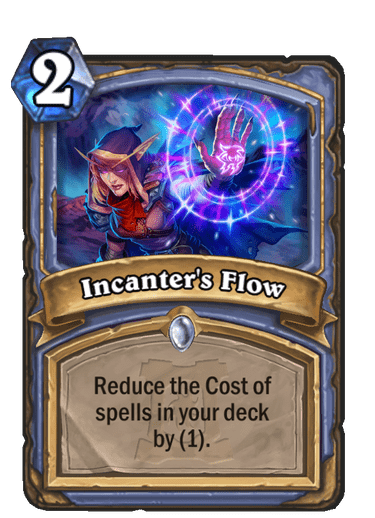 2
Incanter's Flow
Reduce the Cost of
spells in your deck
by (1).